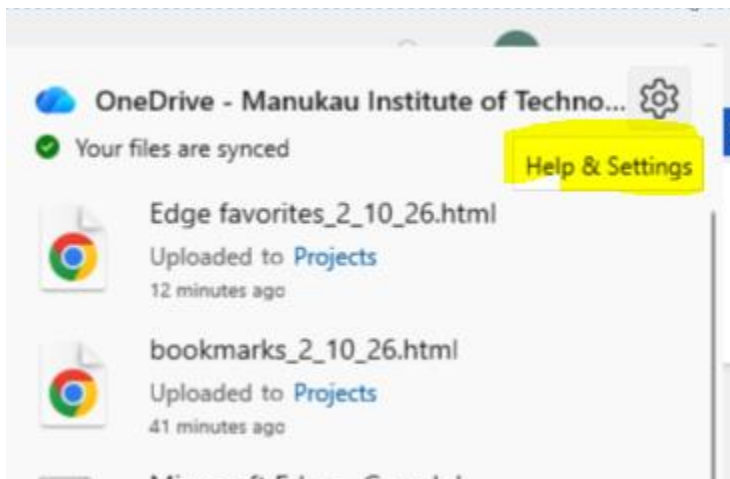 OneDrive - Manukau Institute of Techno...
Your files are synced
Help & Settings
Edge favorites_2_10_26.html
Uploaded to Projects
12 minutes ago
bookmarks_2_10_26.html
Uploaded to Projects
41 minutes ago